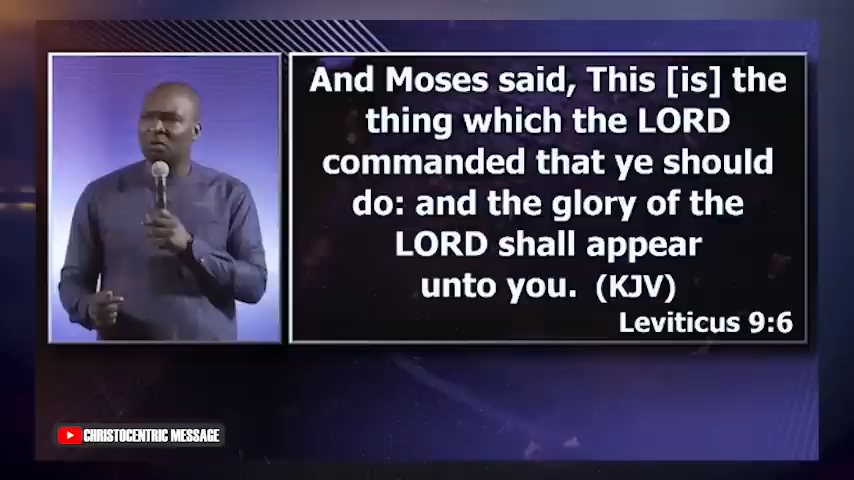 And Moses said, This [is] the
thing which the LORD
commanded that ye should
do: and the glory of the
LORD shall appear
unto you. (KJV)
Leviticus 9:6
CHRISTOCENTRIC MESSAGE